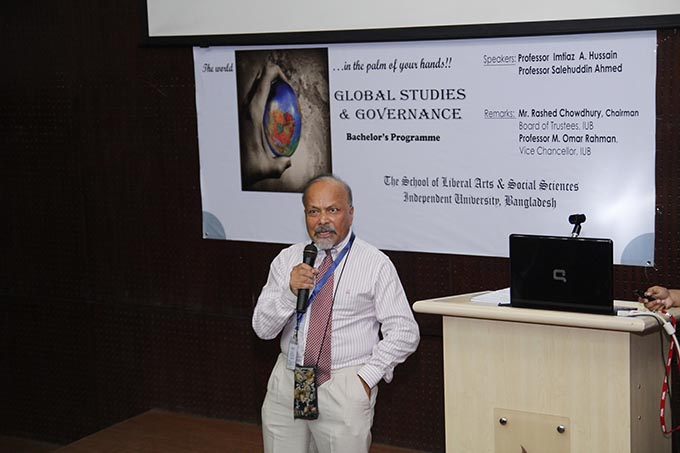 The world
...in the palm of your hands!!
GLOBAL STUDIES
& GOVERNANCE
Bachelor's Programme
Speakers: Professor Imtiaz A. Hussain
Professor Salehuddin Ahmed
Remarks: Mr. Rashed Chowdhury, Chairman
Board of Trustees, IUB
Professor M. Omar Rahman,
Vice Chancellor, IUB
The School of Liberal Arts & Social Sciences
Independent University, Bangladesh